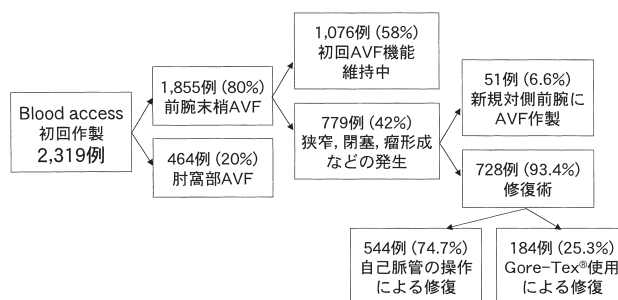 Blood access
初回作製
2,319例
1,855例 (80%)
前腕末梢AVF
464例 (20%)
肘窩部AVF
1,076例 (58%)
初回AVF機能
維持中
779例 (42%)
狭窄, 閉塞, 瘤形成
などの発生
51例 (6.6%)
新規対側前腕に
AVF作製
728例 (93.4%)
修復術
544例 (74.7%)
自己脈管の操作
による修復
184例 (25.3%)
Gore-Tex®使用
による修復